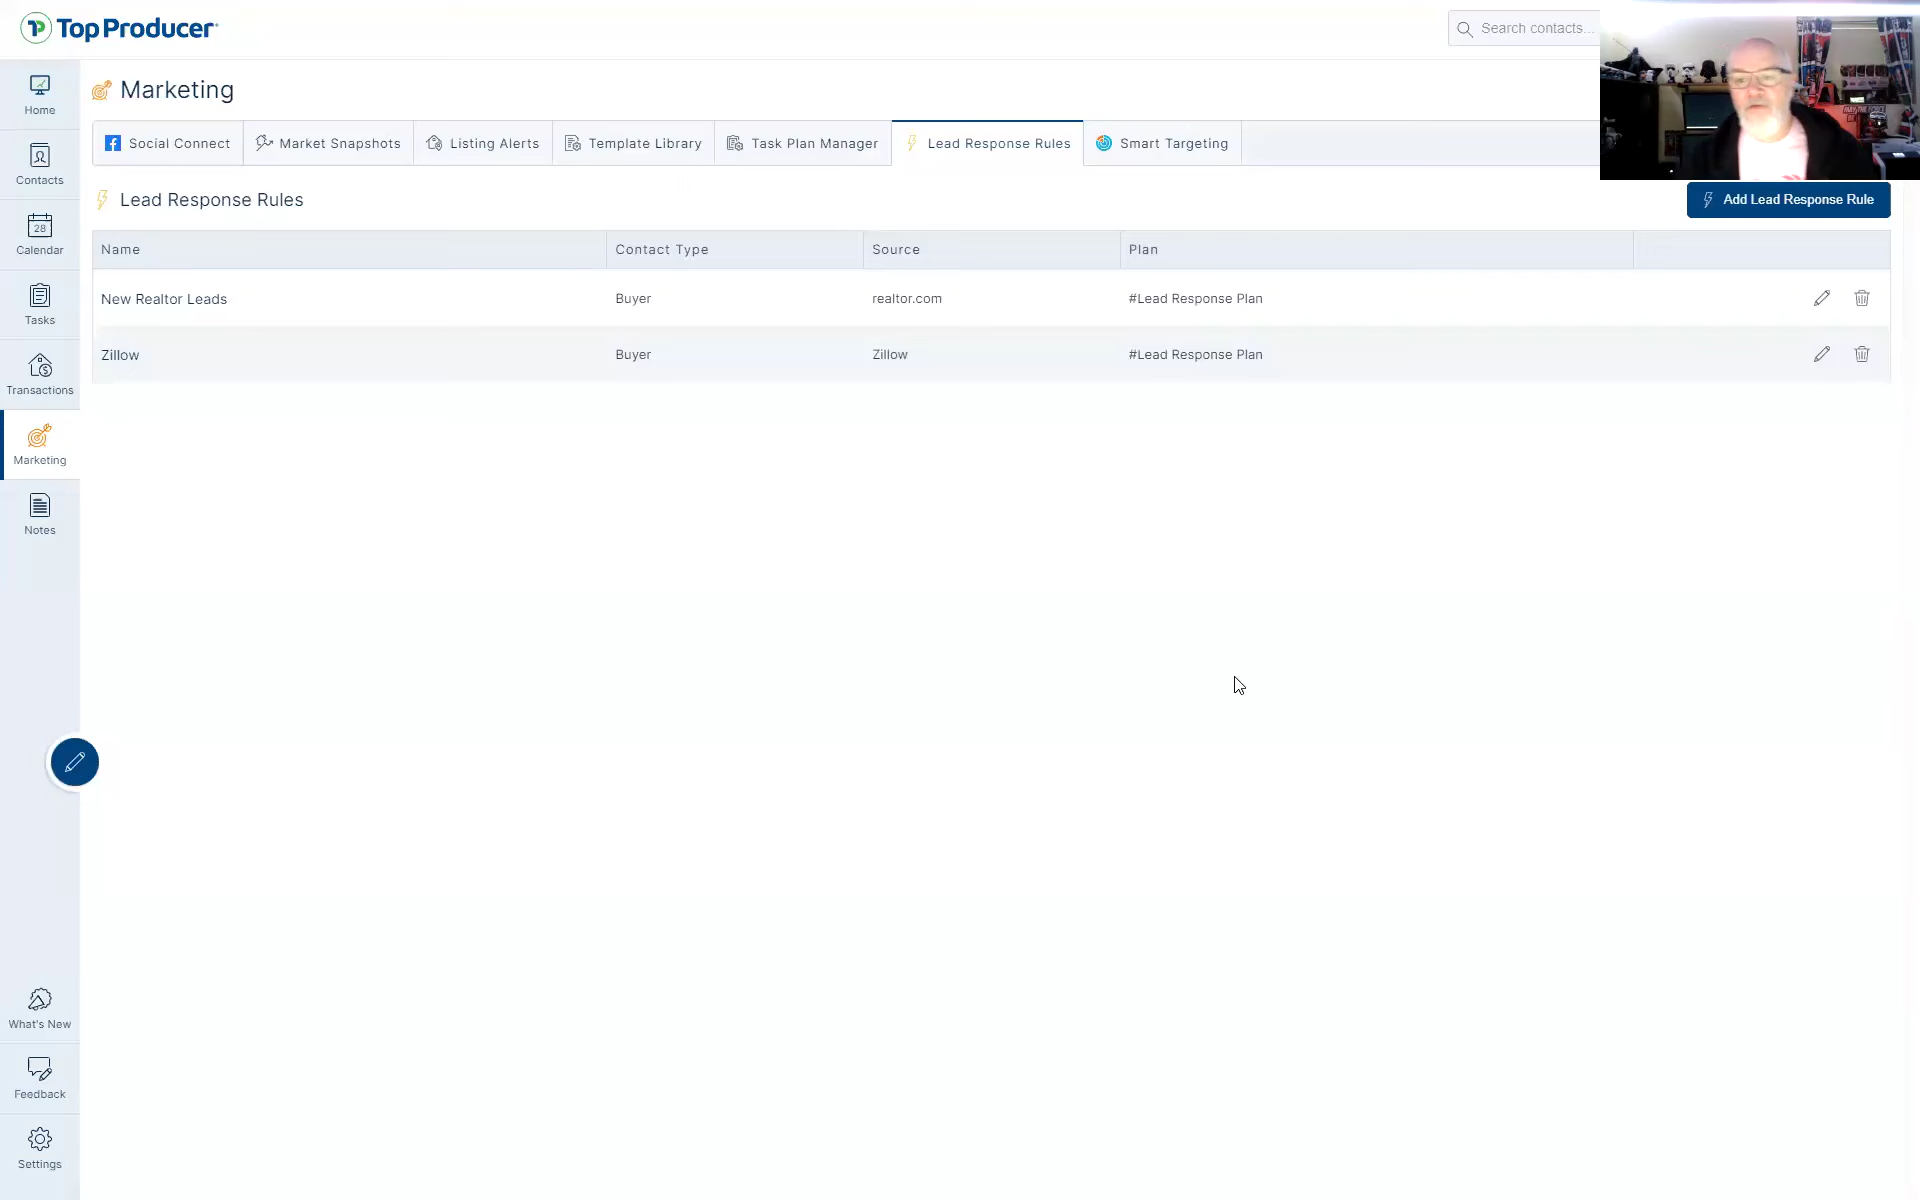 Top Producer
Search contacts...
Home
Contacts
28
Calendar
Tasks
Transactions
Marketing
Notes
What's New
Feedback
Settings
Marketing
Social Connect
Market Snapshots
Listing Alerts
Template Library
Task Plan Manager
Lead Response Rules
Smart Targeting
Lead Response Rules
Add Lead Response Rule
Name Contact Type Source Plan
New Realtor Leads Buyer realtor.com #Lead Response Plan
Zillow Buyer Zillow #Lead Response Plan